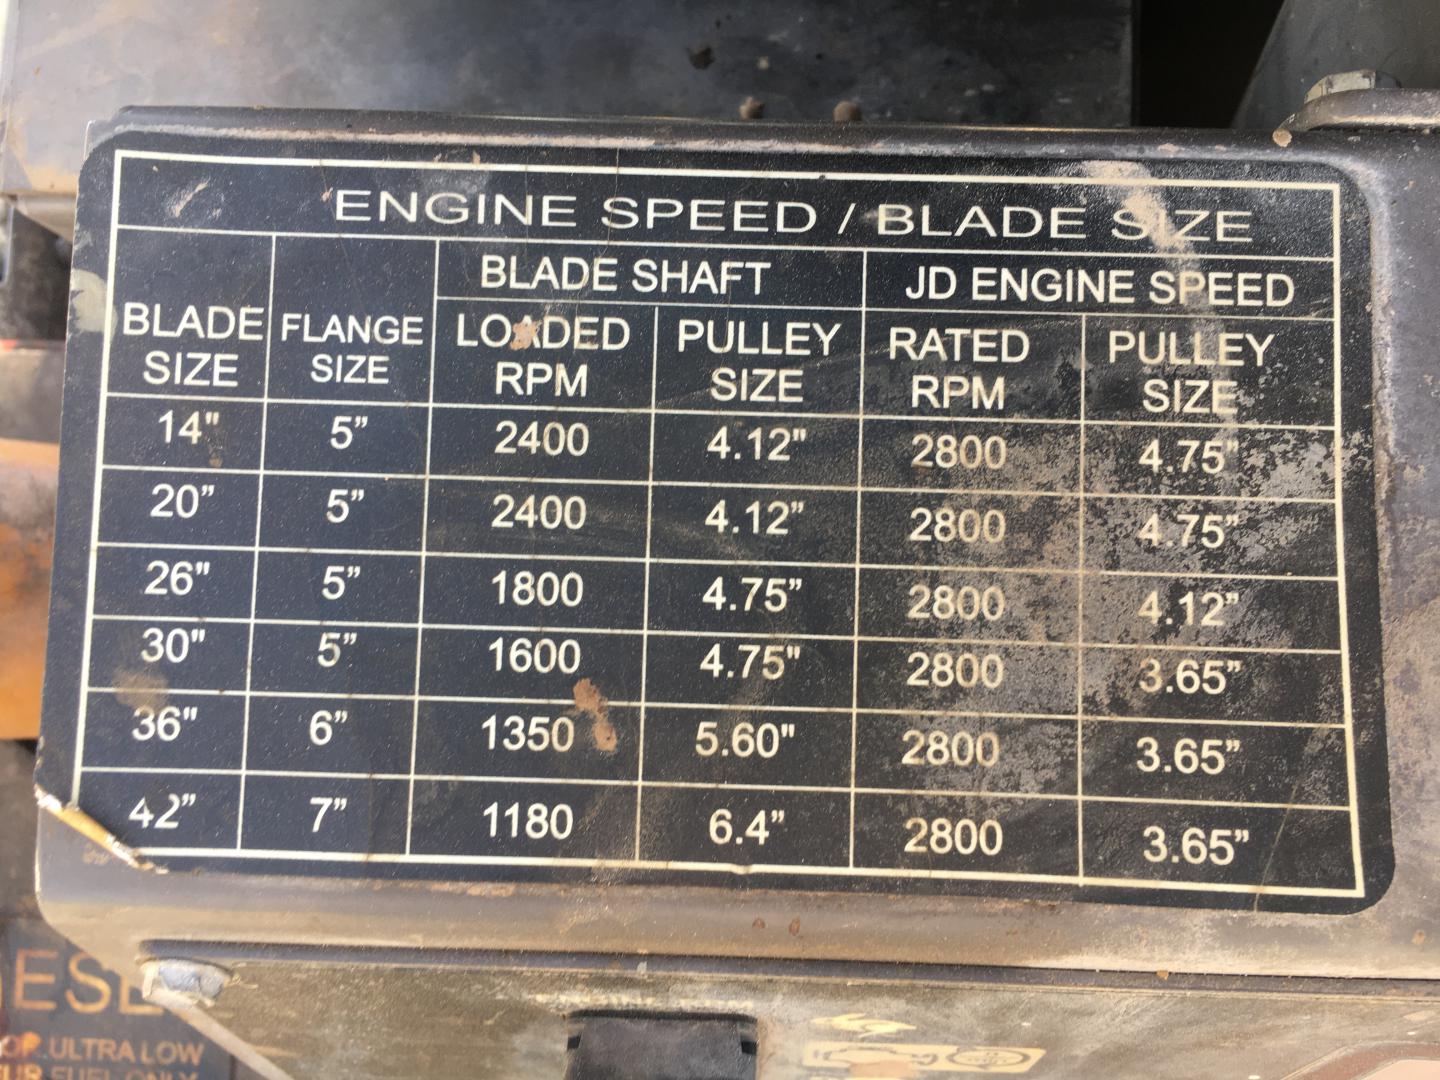 ENGINE SPEED / BLADE SIZE
BLADE SHAFT JD ENGINE SPEED
BLADE SIZE FLANGE SIZE LOADED RPM PULLEY SIZE RATED RPM PULLEY SIZE
14" 5” 2400 4.12" 2800 4.75”
20” 5” 2400 4.12” 2800 4.75”
26" 5” 1800 4.75” 2800 4.12”
30" 5” 1600 4.75" 2800 3.65”
36" 6” 1350 5.60" 2800 3.65”
42” 7” 1180 6.4” 2800 3.65”
ULTRA LOW
FUEL ONLY